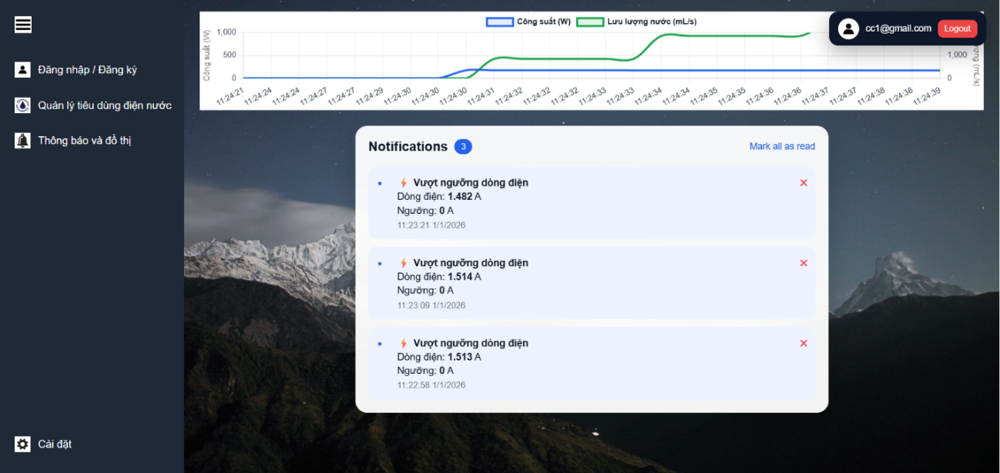 Đăng nhập / Đăng ký
Quản lý tiêu dùng điện nước
Thông báo và đồ thị
Cài đặt
Công suất (W) Lưu lượng nước (mL/s)
cc1@gmail.com Logout
Công suất (W)
1,000
500
0
1,000
0
(mL/s)
11:24:21 11:24:24 11:24:24 11:24:27 11:24:27 11:24:29 11:24:30 11:24:30 11:24:30 11:24:31 11:24:32 11:24:32 11:24:32 11:24:33 11:24:33 11:24:34 11:24:34 11:24:35 11:24:35 11:24:36 11:24:36 11:24:37 11:24:37 11:24:38 11:24:38 11:24:39
Notifications 3 Mark all as read
Vượt ngưỡng dòng điện
Dòng điện: 1.482 A
Ngưỡng: 0 A
11:23:21 1/1/2026
Vượt ngưỡng dòng điện
Dòng điện: 1.514 A
Ngưỡng: 0 A
11:23:09 1/1/2026
Vượt ngưỡng dòng điện
Dòng điện: 1.513 A
Ngưỡng: 0 A
11:22:58 1/1/2026